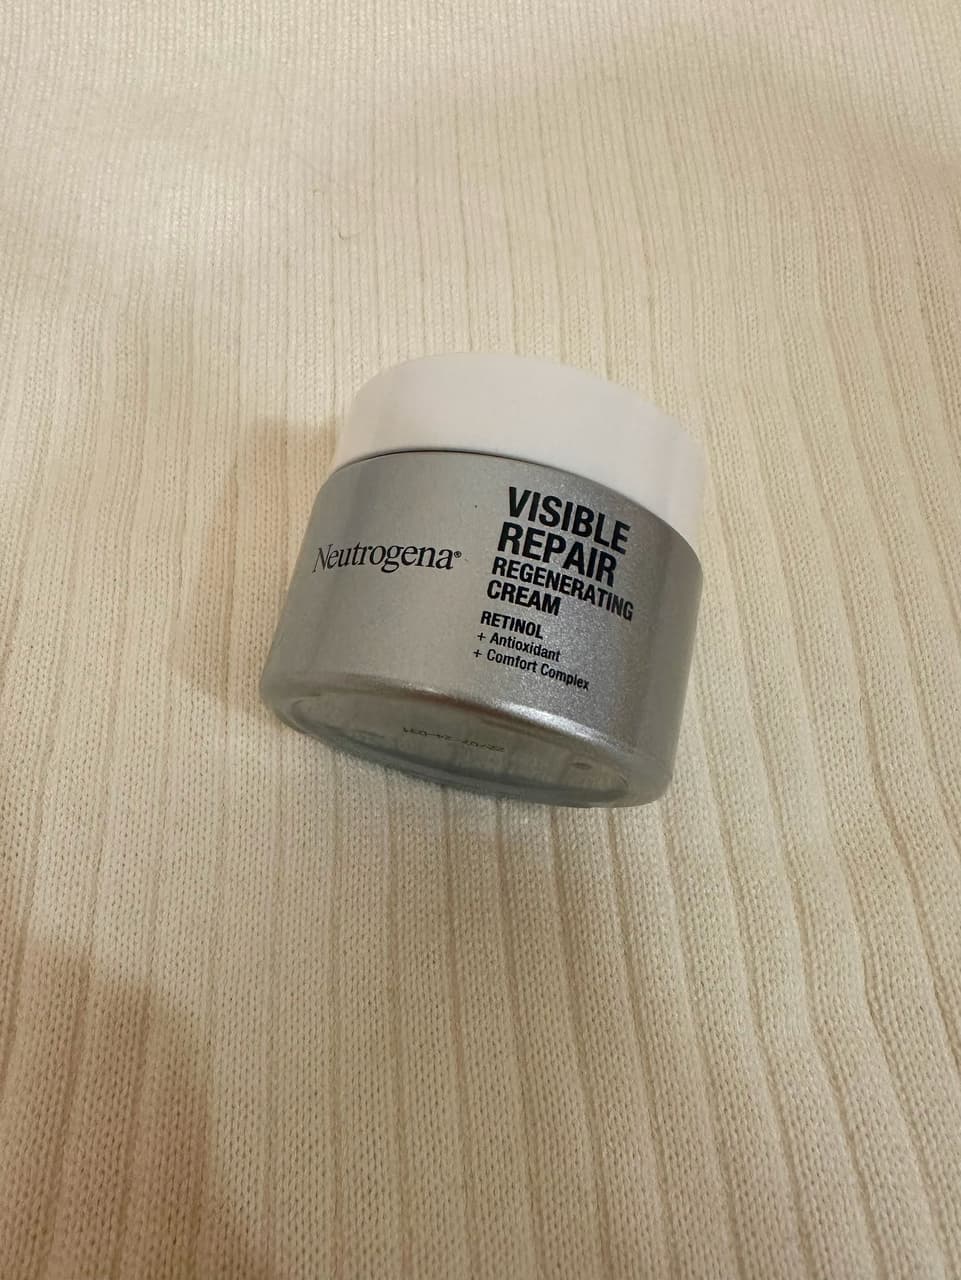 Neutrogena®
VISIBLE
REPAIR
REGENERATING
CREAM
RETINOL
+ Antioxidant
+ Comfort Complex